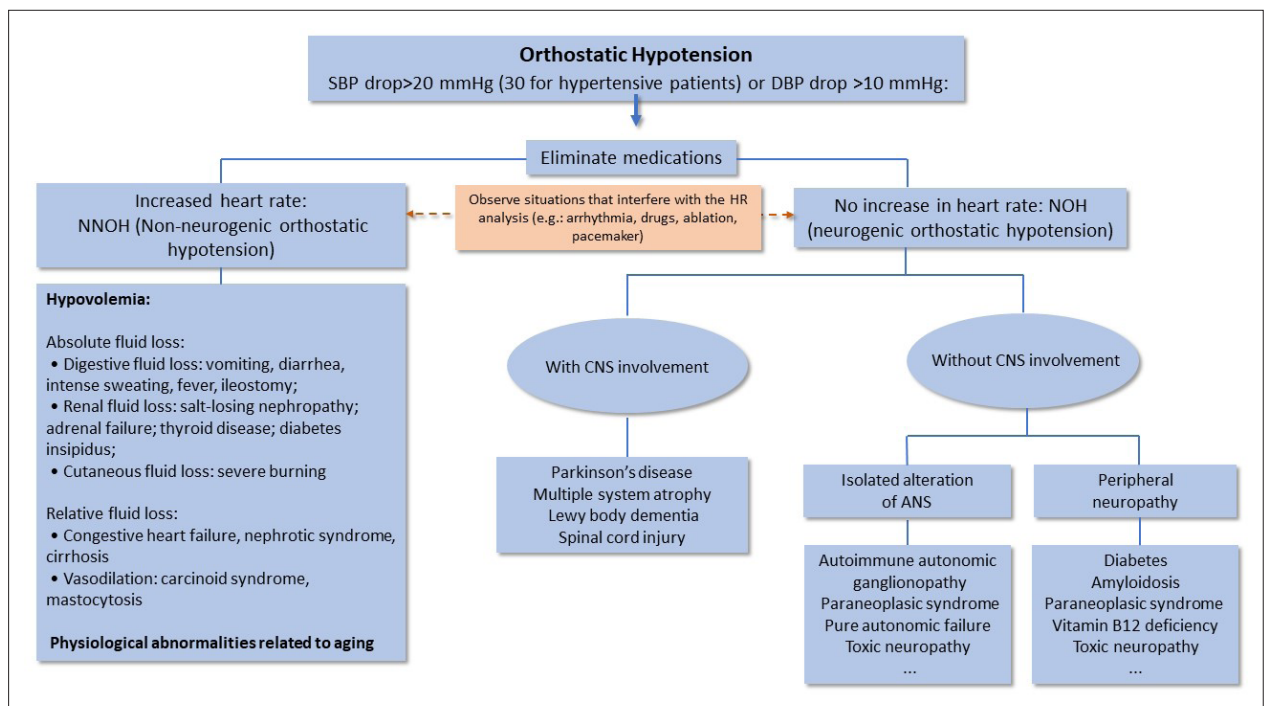 Orthostatic Hypotension
SBP drop>20 mmHg (30 for hypertensive patients) or DBP drop >10 mmHg:
Eliminate medications
Increased heart rate:
NNOH (Non-neurogenic orthostatic
hypotension)
Observe situations that interfere with the HR
analysis (e.g.: arrhythmia, drugs, ablation,
pacemaker)
No increase in heart rate: NOH
(neurogenic orthostatic hypotension)
Hypovolemia:
Absolute fluid loss:
• Digestive fluid loss: vomiting, diarrhea,
intense sweating, fever, ileostomy;
• Renal fluid loss: salt-losing nephropathy;
adrenal failure; thyroid disease; diabetes
insipidus;
• Cutaneous fluid loss: severe burning
Relative fluid loss:
• Congestive heart failure, nephrotic syndrome,
cirrhosis
• Vasodilation: carcinoid syndrome,
mastocytosis
Physiological abnormalities related to aging
With CNS involvement
Without CNS involvement
Parkinson's disease
Multiple system atrophy
Lewy body dementia
Spinal cord injury
Isolated alteration
of ANS
Peripheral
neuropathy
Autoimmune autonomic
ganglionopathy
Paraneoplasic syndrome
Pure autonomic failure
Toxic neuropathy
...
Diabetes
Amyloidosis
Paraneoplasic syndrome
Vitamin B12 deficiency
Toxic neuropathy
...